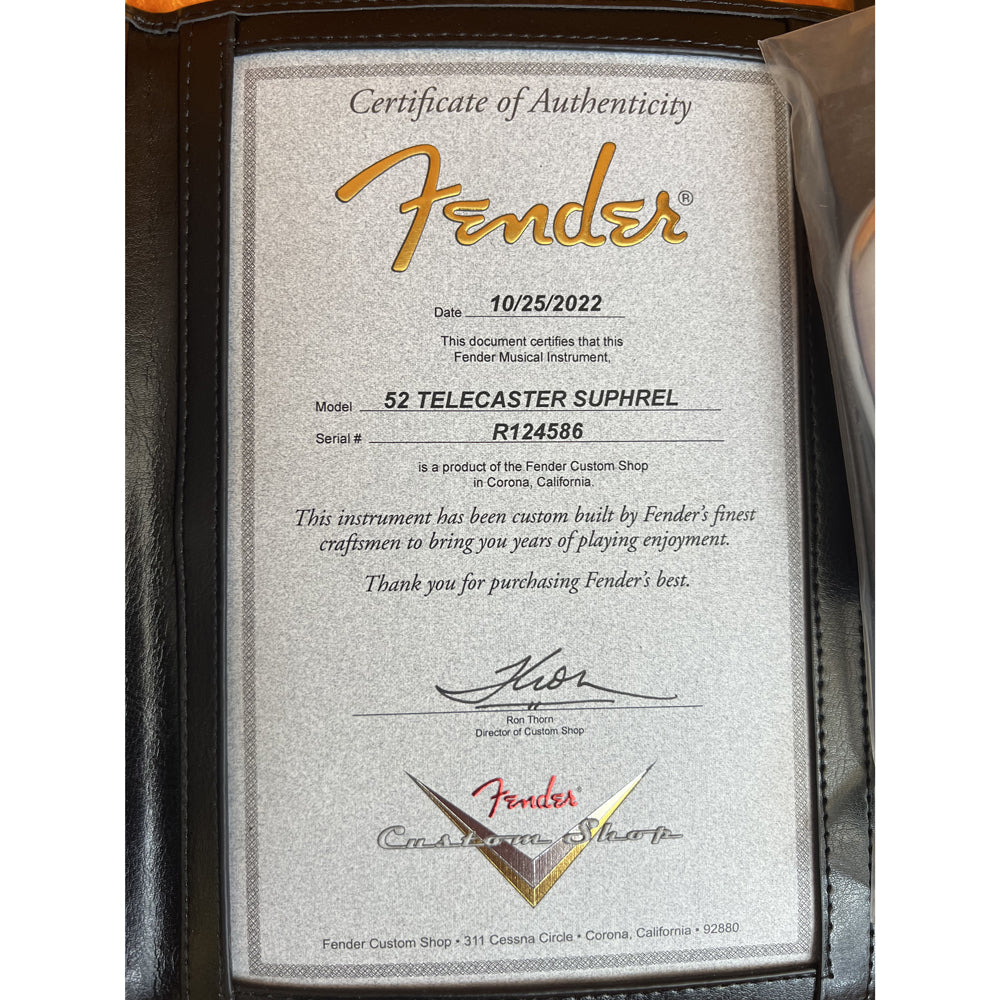 Certificate of Authenticity
Fender®
Date 10/25/2022
This document certifies that this
Fender Musical Instrument,
Model 52 TELECASTER SUPHREL
Serial # R124586
is a product of the Fender Custom Shop
in Corona, California.
This instrument has been custom built by Fender's finest
craftsmen to bring you years of playing enjoyment.
Thank you for purchasing Fender's best.
Ron Thorn
Director of Custom Shop
Fender®
Custom Shop
Fender Custom Shop • 311 Cessna Circle • Corona, California • 92880